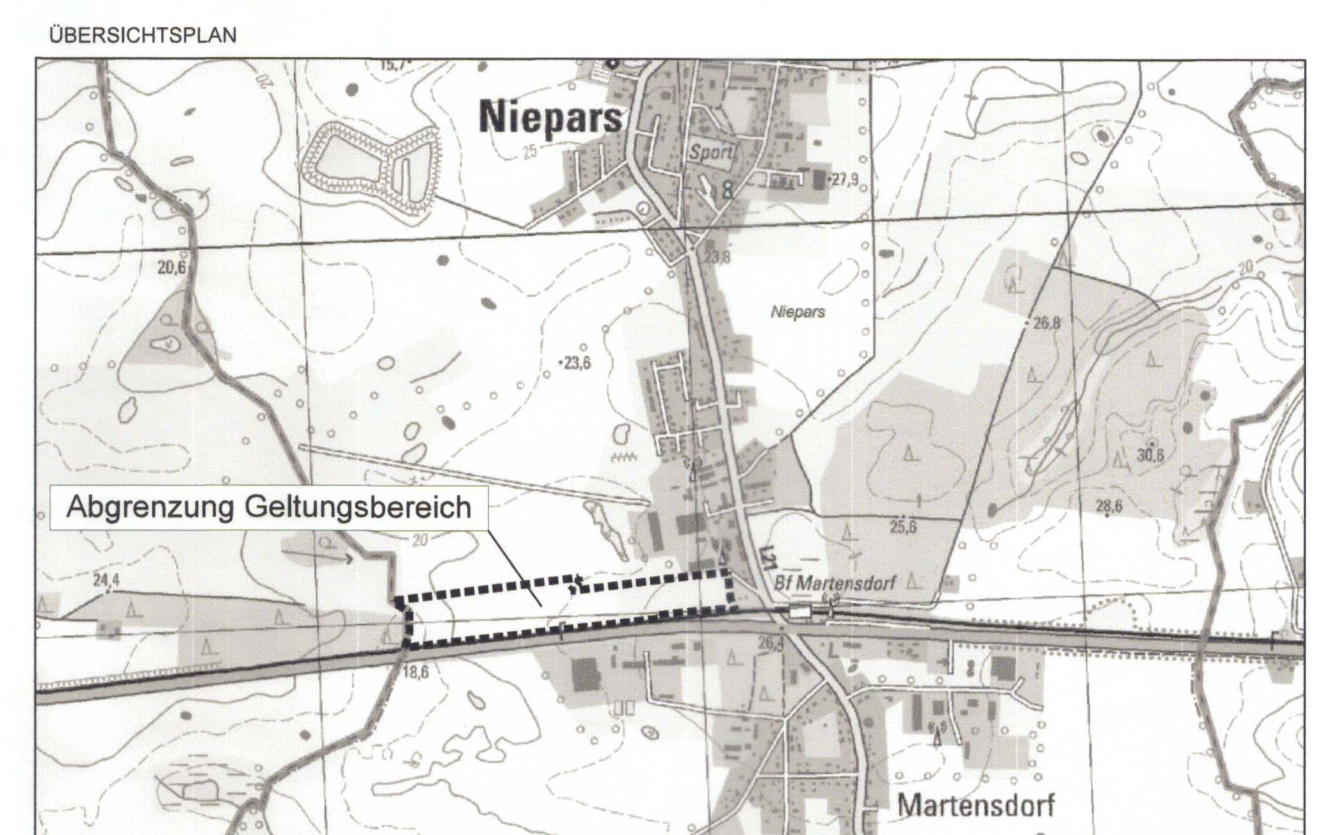 ÜBERSICHTSPLAN
15,7
20
Niepars
25
Sport
27,9
8
20,6
23,8
20
Niepars
26,8
23,6
30,6
Abgrenzung Geltungsbereich
28,6
25,6
20
L21
24,4
Bf Martensdorf
26,4
18,6
Martensdorf